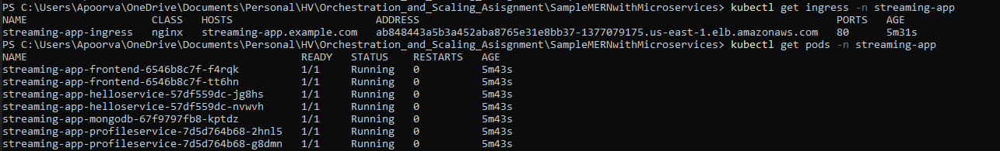 PS C:\Users\Apoorva\OneDrive\Documents\Personal\HV\Orchestration_and_Scaling_Asisgnment\SampleMERNwithMicroservices> kubectl get ingress -n streaming-app
NAME CLASS HOSTS ADDRESS PORTS AGE
streaming-app-ingress nginx streaming-app.example.com ab848443a5b3a452aba8765e31e8bb37-1377079175.us-east-1.elb.amazonaws.com 80 5m31s
PS C:\Users\Apoorva\OneDrive\Documents\Personal\HV\Orchestration_and_Scaling_Asisgnment\SampleMERNwithMicroservices> kubectl get pods -n streaming-app
NAME READY STATUS RESTARTS AGE
streaming-app-frontend-6546b8c7f-f4rqk 1/1 Running 0 5m43s
streaming-app-frontend-6546b8c7f-tt6hn 1/1 Running 0 5m43s
streaming-app-helloservice-57df559dc-jg8hs 1/1 Running 0 5m43s
streaming-app-helloservice-57df559dc-nvwvh 1/1 Running 0 5m43s
streaming-app-mongodb-67f9797fb8-kptdz 1/1 Running 0 5m43s
streaming-app-profileservice-7d5d764b68-2hnl5 1/1 Running 0 5m43s
streaming-app-profileservice-7d5d764b68-g8dmn 1/1 Running 0 5m43s